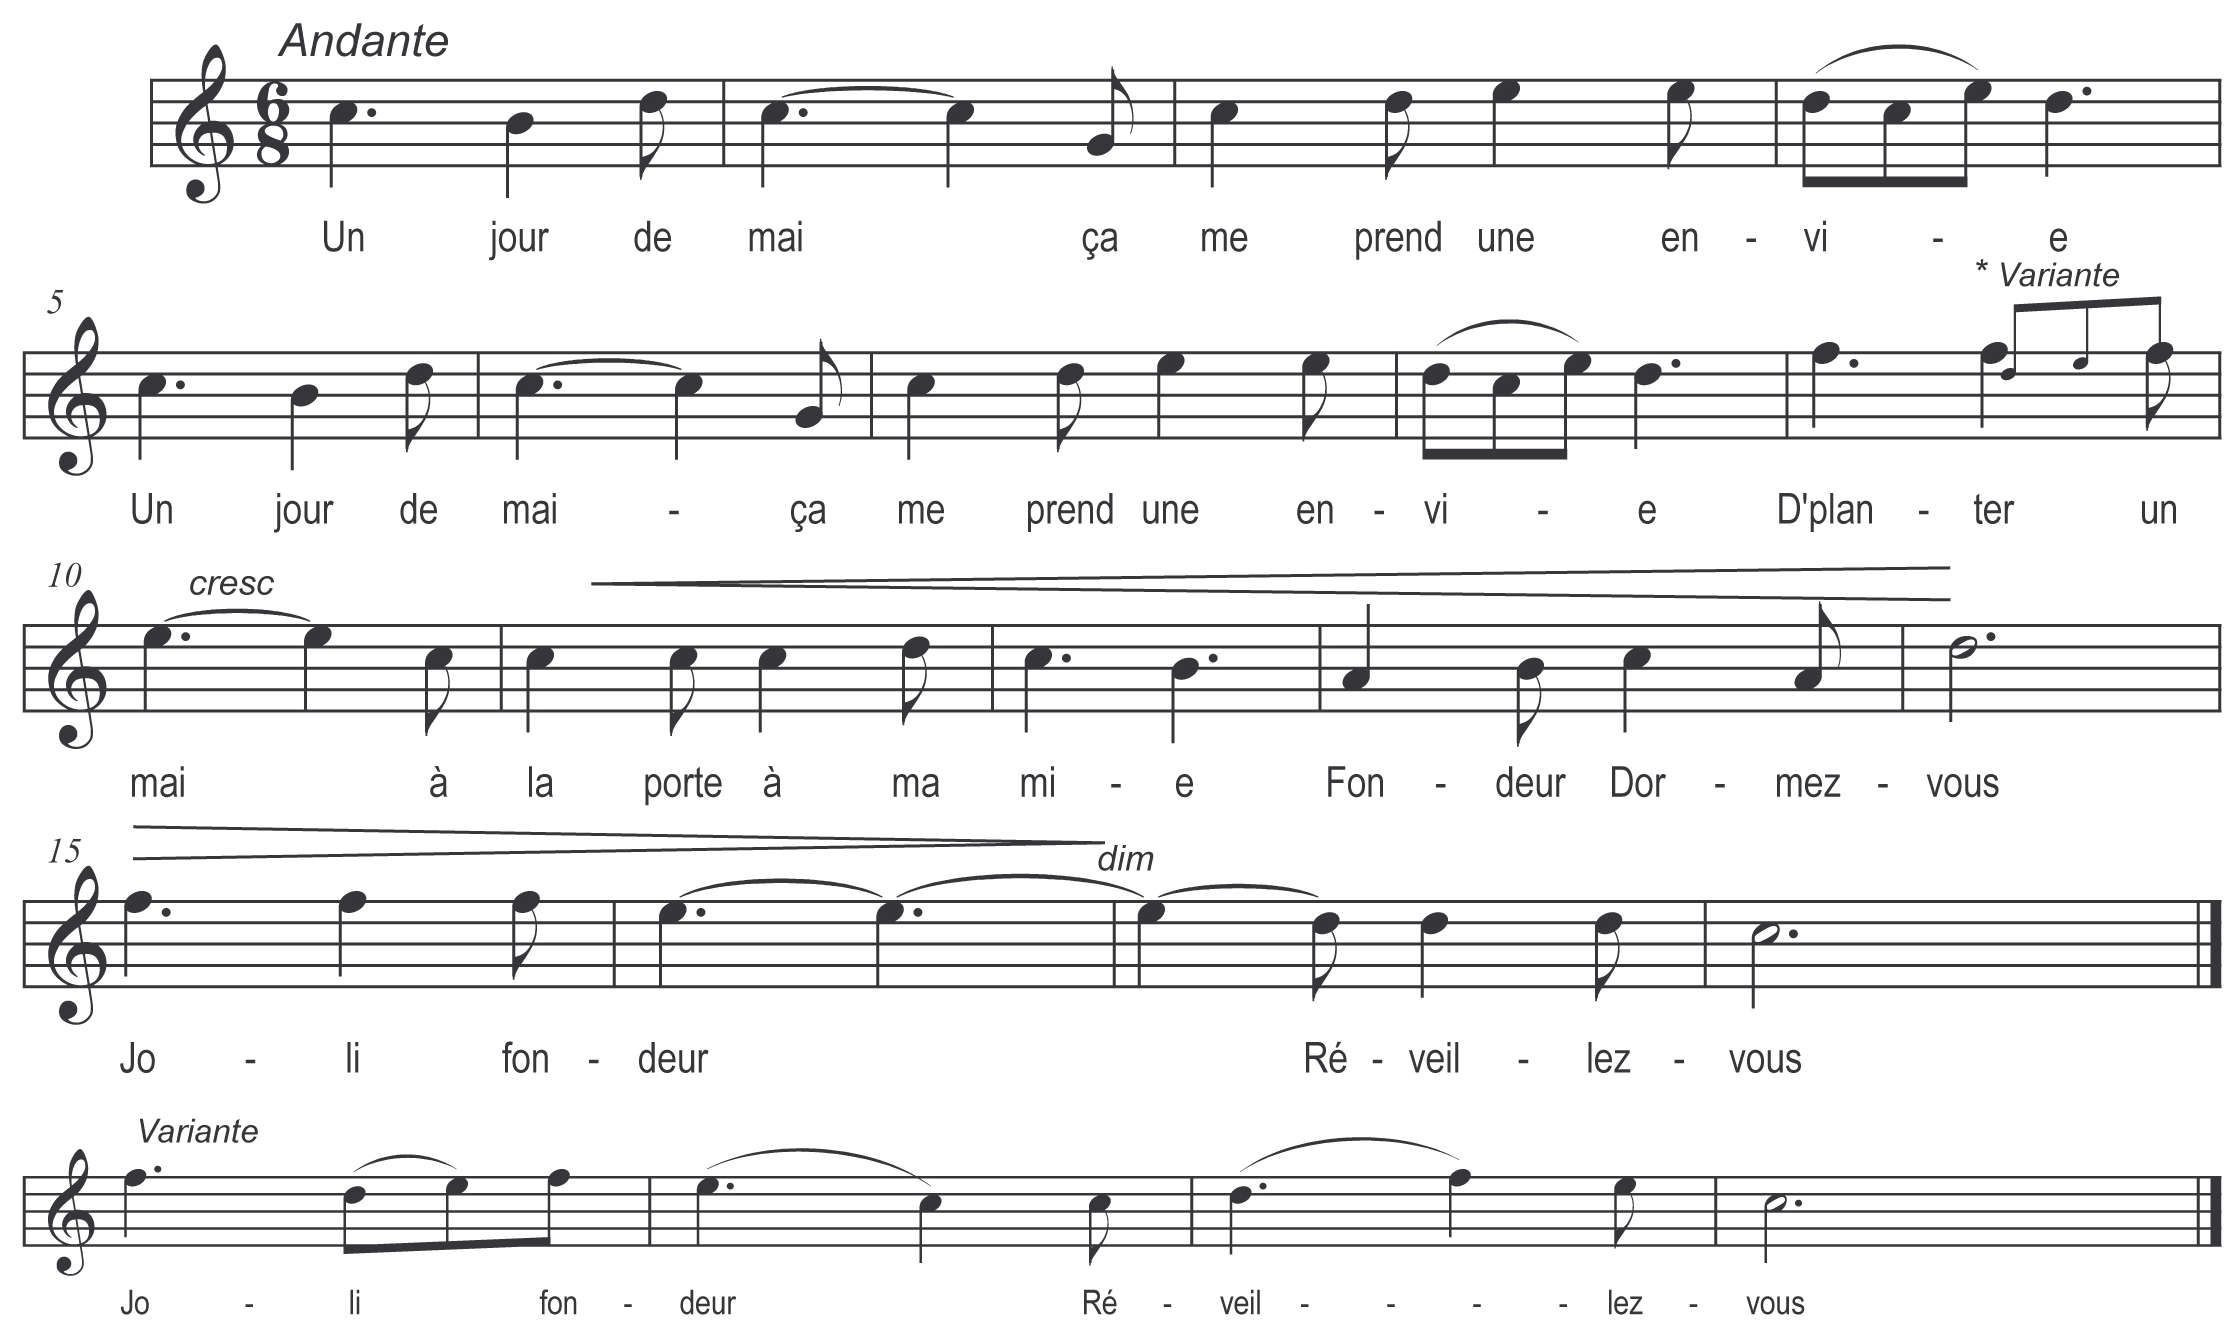 Andante
6
8
Un jour de mai ça me prend une en - vi - e
* Variante
5
Un jour de mai - ça me prend une en - vi - e D'plan - ter un
10 cresc
mai à la porte à ma mi - e Fon - deur Dor - mez - vous
15 dim
Jo - li fon - deur Ré - veil - lez - vous
Variante
Jo - li fon - deur Ré - veil - - - - lez - vous